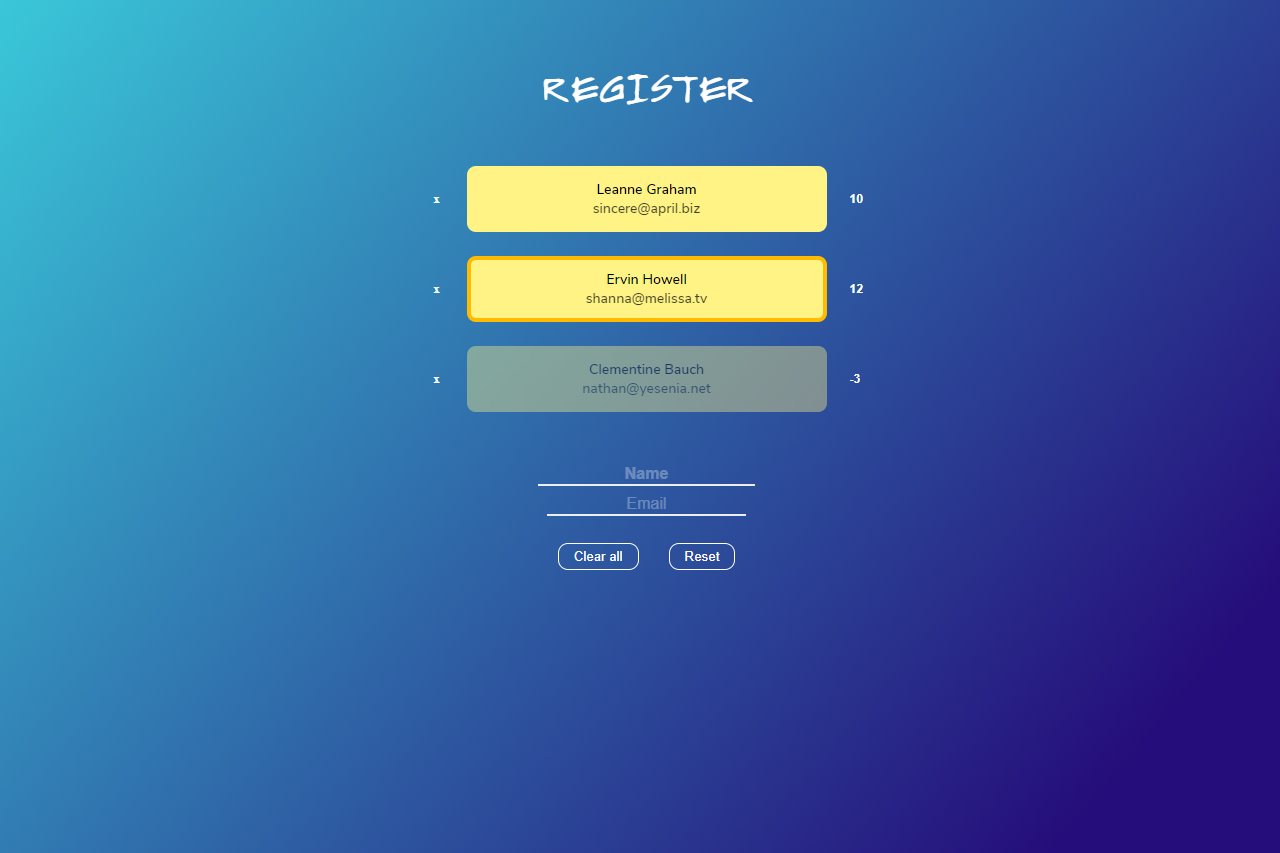 REGISTER
x
Leanne Graham
sincere@april.biz
10
x
Ervin Howell
shanna@melissa.tv
12
x
Clementine Bauch
nathan@yesenia.net
-3
Name
Email
Clear all
Reset